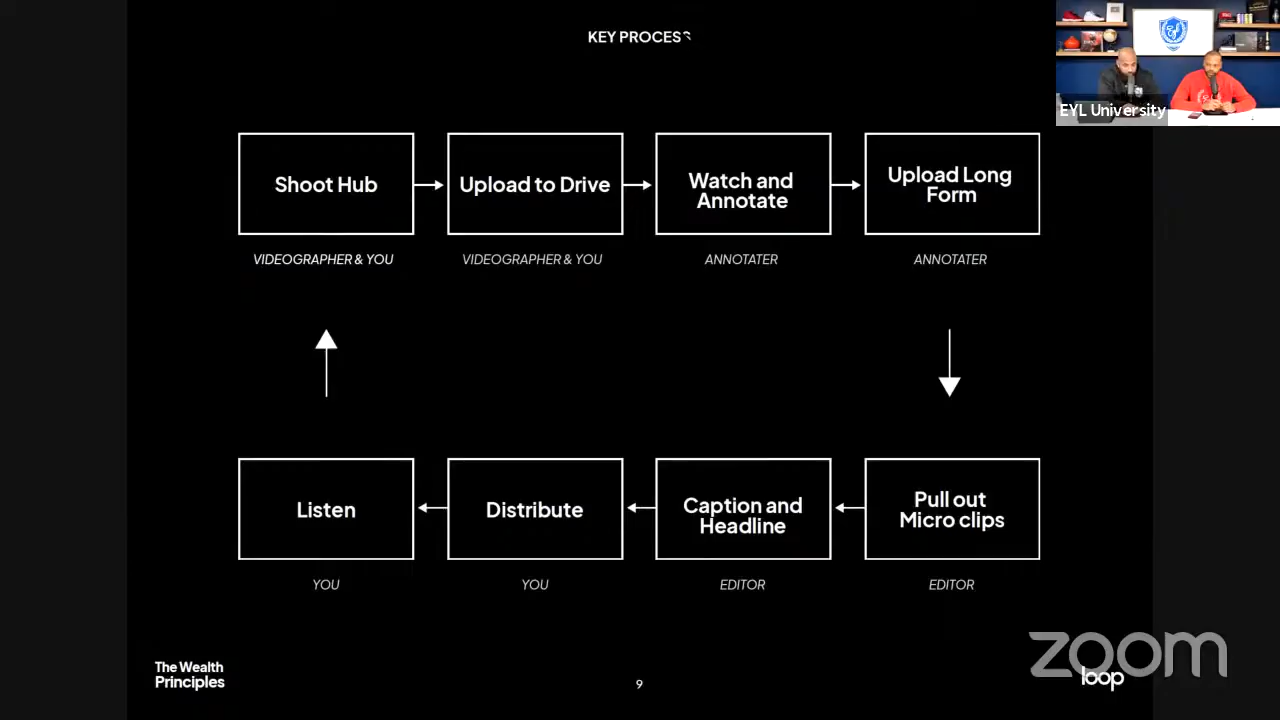 KEY PROCESS
EYL University
Shoot Hub
Upload to Drive
Watch and
Annotate
Upload Long
Form
VIDEOGRAPHER & YOU
VIDEOGRAPHER & YOU
ANNOTATER
ANNOTATER
Listen
Distribute
Caption and
Headline
Pull out
Micro clips
YOU
YOU
EDITOR
EDITOR
The Wealth
Principles
9
zoom
loop